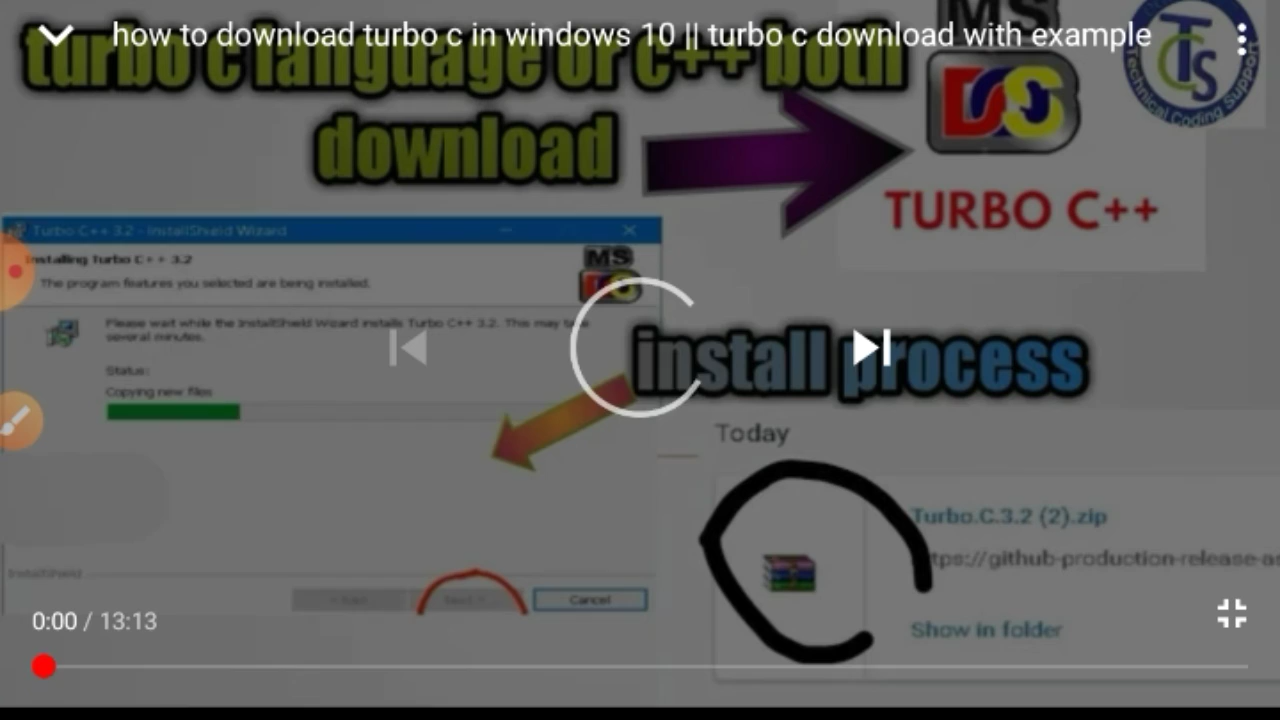 how to download turbo c in windows 10 || turbo c download with example
turbo c language or c++ both
download
MS
DOS
TCS
Technical Coding Support
TURBO C++
Turbo C++ 3.2 - InstallShield Wizard
Installing Turbo C++ 3.2
The program features you selected are being installed.
MS
Please wait while the InstallShield Wizard installs Turbo C++ 3.2. This may take
several minutes.
Status:
Copying new files
install process
Today
Turbo.C.3.2 (2).zip
ttps://github-production-release-as
Show in folder
InstallShield
Cancel
0:00 / 13:13